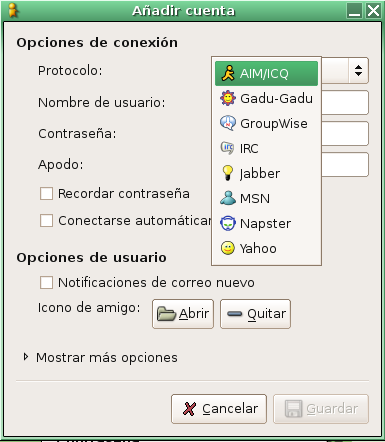 Añadir cuenta
Opciones de conexión
Protocolo:
AIM/ICQ
Gadu-Gadu
GroupWise
IRC
Jabber
MSN
Napster
Yahoo
Nombre de usuario:
Contraseña:
Apodo:
Recordar contraseña
Conectarse automáticar
Opciones de usuario
Notificaciones de correo nuevo
Icono de amigo:
Abrir
Quitar
Mostrar más opciones
Cancelar
Guardar